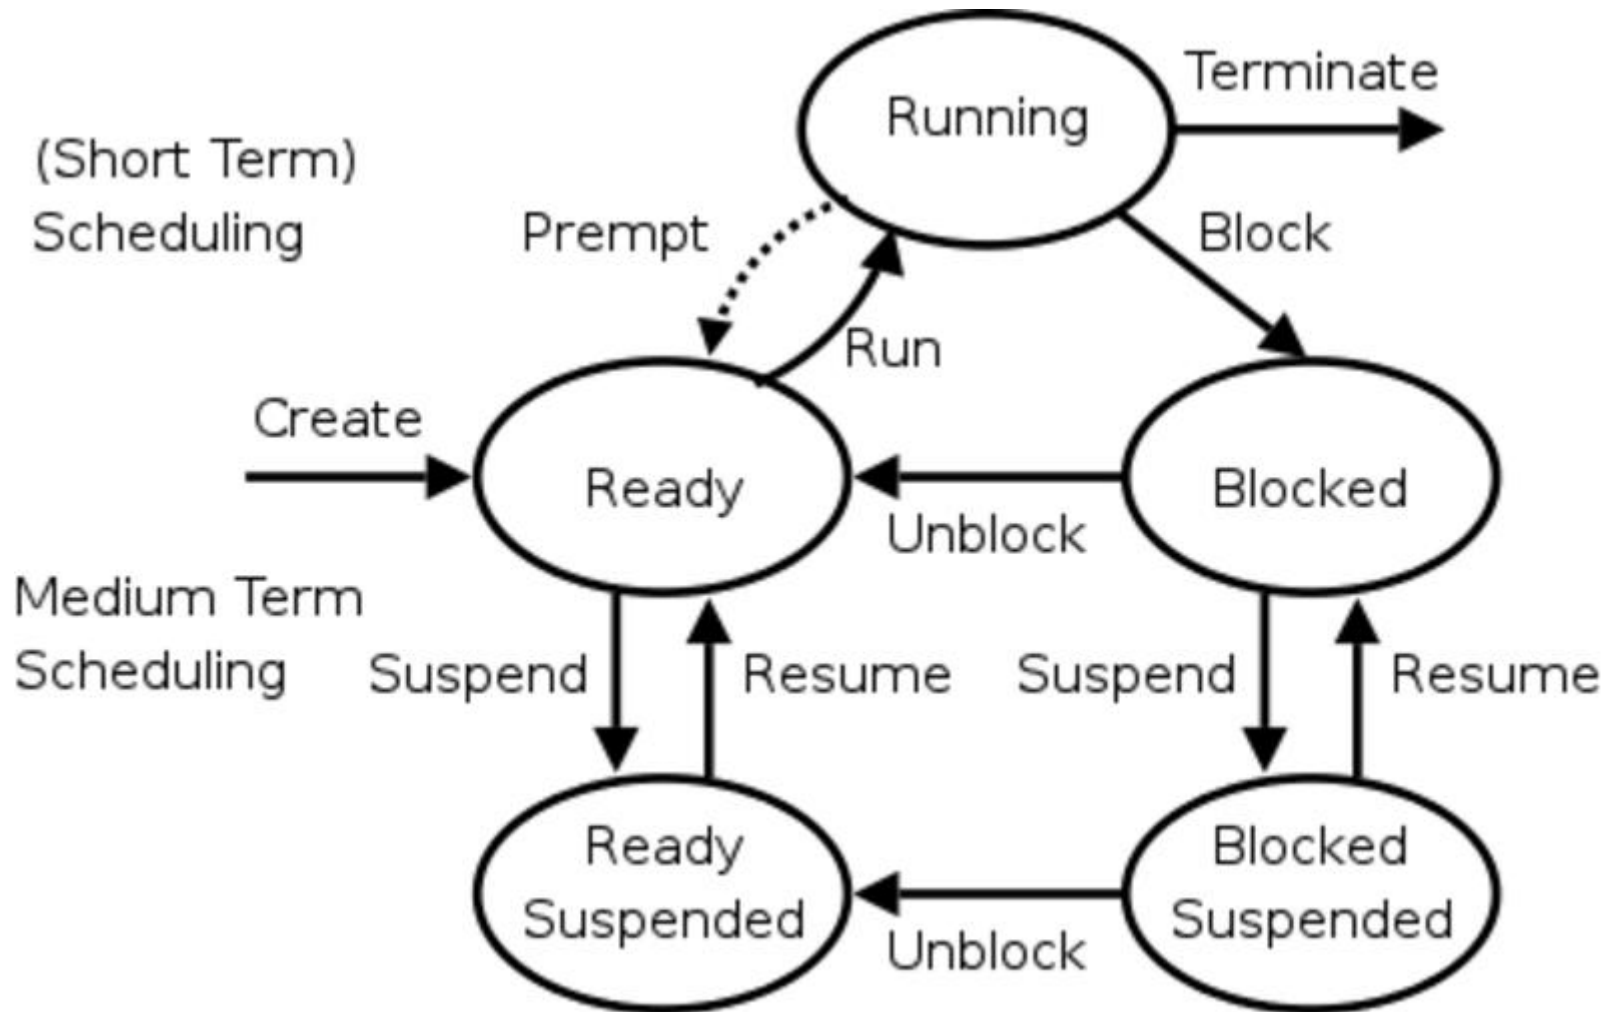 Running
Terminate
(Short Term)
Scheduling
Prempt
Block
Run
Create
Ready
Blocked
Unblock
Medium Term
Scheduling
Suspend
Resume
Suspend
Resume
Ready
Suspended
Blocked
Suspended
Unblock